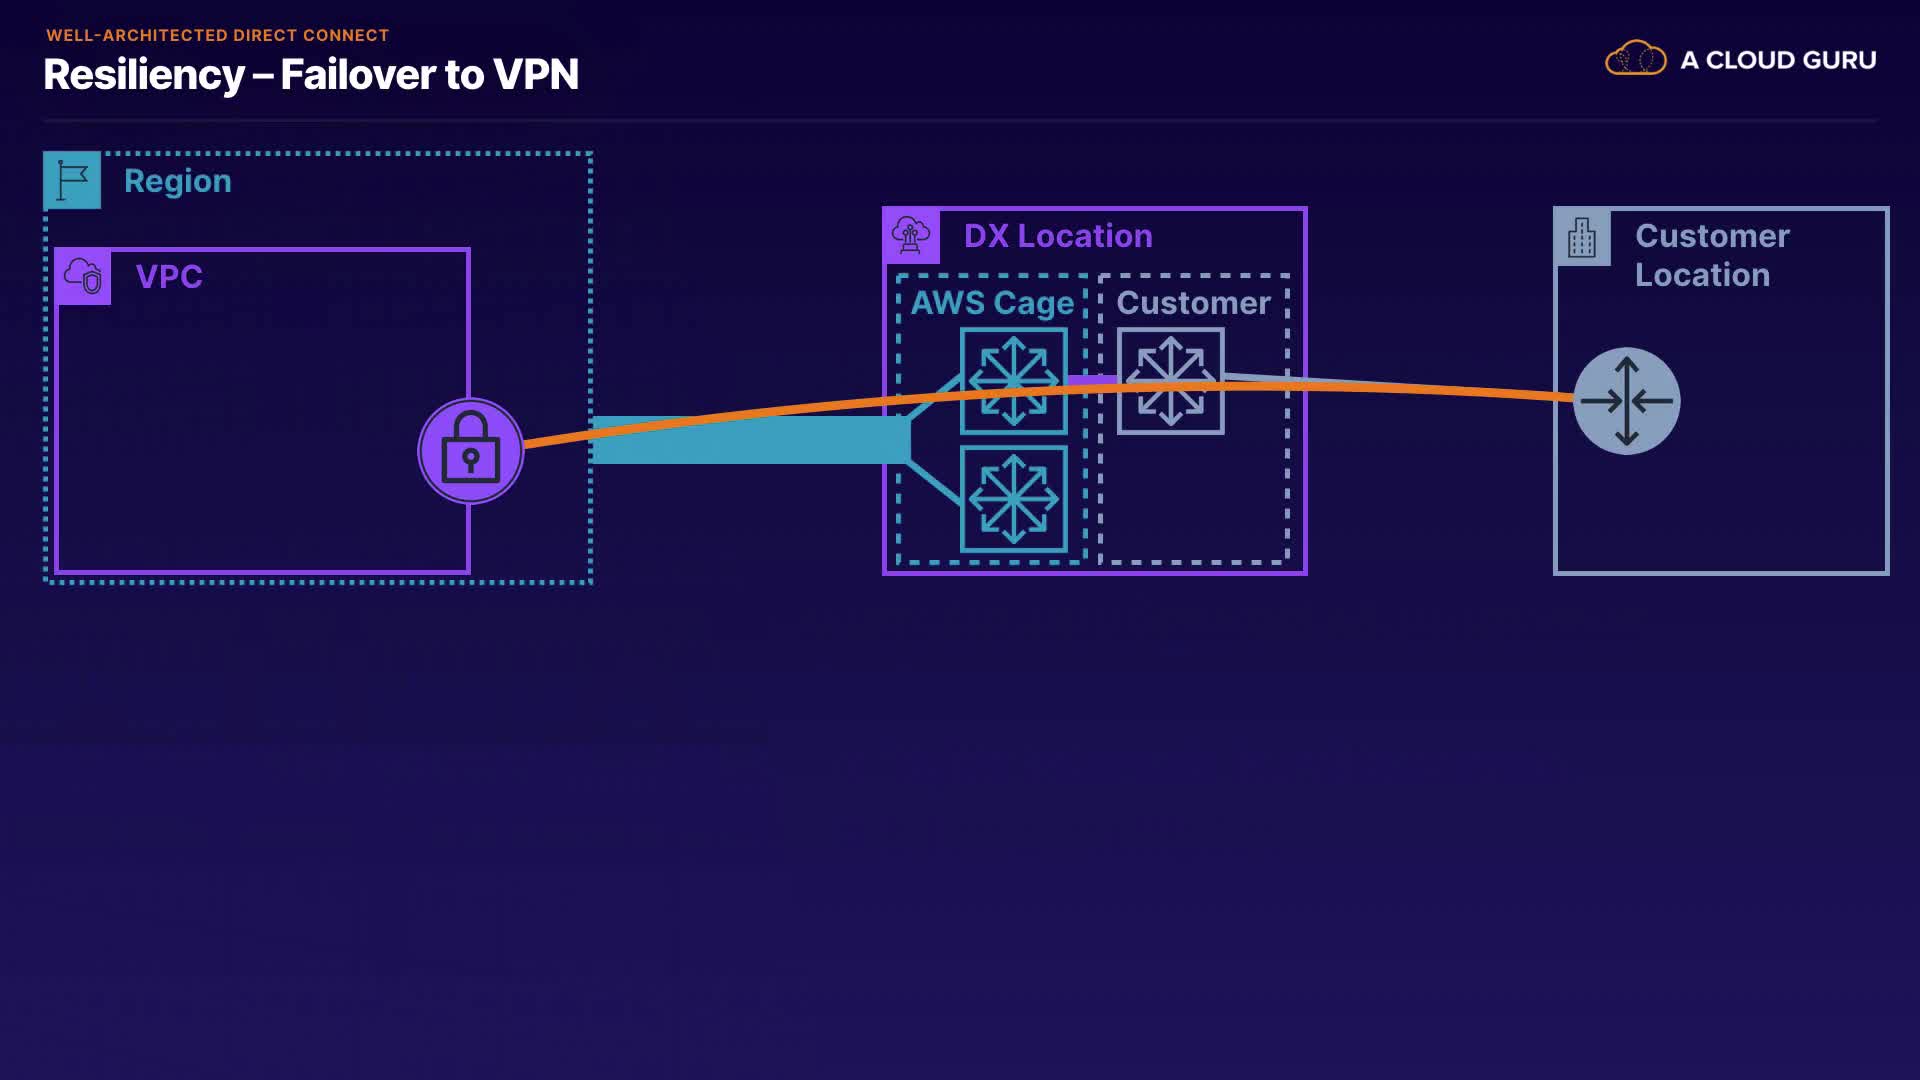 WELL-ARCHITECTED DIRECT CONNECT
Resiliency – Failover to VPN
A CLOUD GURU
Region
VPC
DX Location
AWS Cage
Customer
Customer
Location